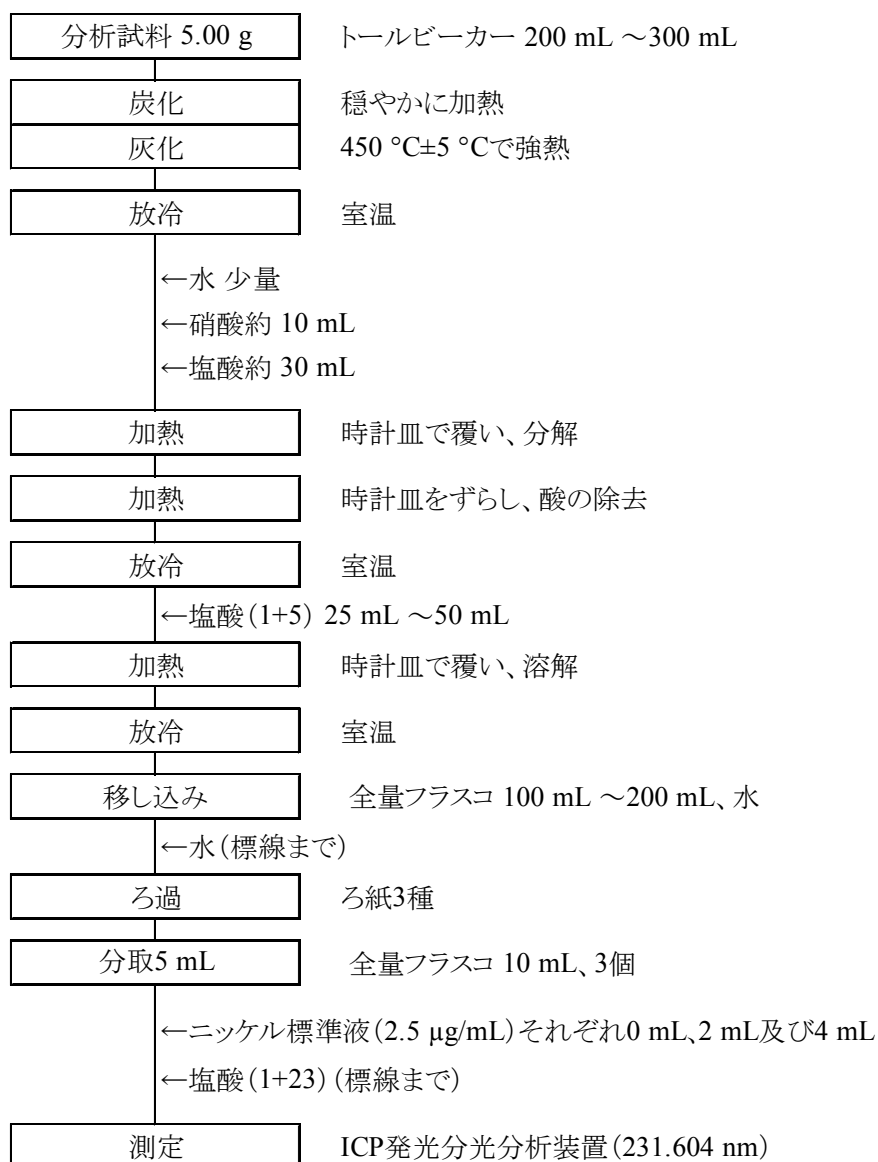 分析試料 5.00 g トールビーカー 200 mL ～300 mL
炭化 穏やかに加熱
灰化 450 °C±5 °Cで強熱
放冷 室温
←水 少量
←硝酸約 10 mL
←塩酸約 30 mL
加熱 時計皿で覆い、分解
加熱 時計皿をずらし、酸の除去
放冷 室温
←塩酸（1+5） 25 mL ～50 mL
加熱 時計皿で覆い、溶解
放冷 室温
移し込み 全量フラスコ 100 mL ～200 mL、水
←水（標線まで）
ろ過 ろ紙3種
分取5 mL 全量フラスコ 10 mL、3個
←ニッケル標準液（2.5 µg/mL）それぞれ0 mL、2 mL及び4 mL
←塩酸（1+23）（標線まで）
測定 ICP発光分光分析装置（231.604 nm）